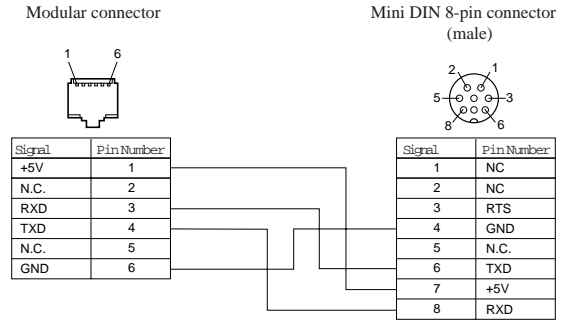 Modular connector
Mini DIN 8-pin connector
(male)
1 6
2 1
5 3
8 6
Signal Pin Number
+5V 1
N.C. 2
RXD 3
TXD 4
N.C. 5
GND 6
Signal Pin Number
1 NC
2 NC
3 RTS
4 GND
5 N.C.
6 TXD
7 +5V
8 RXD